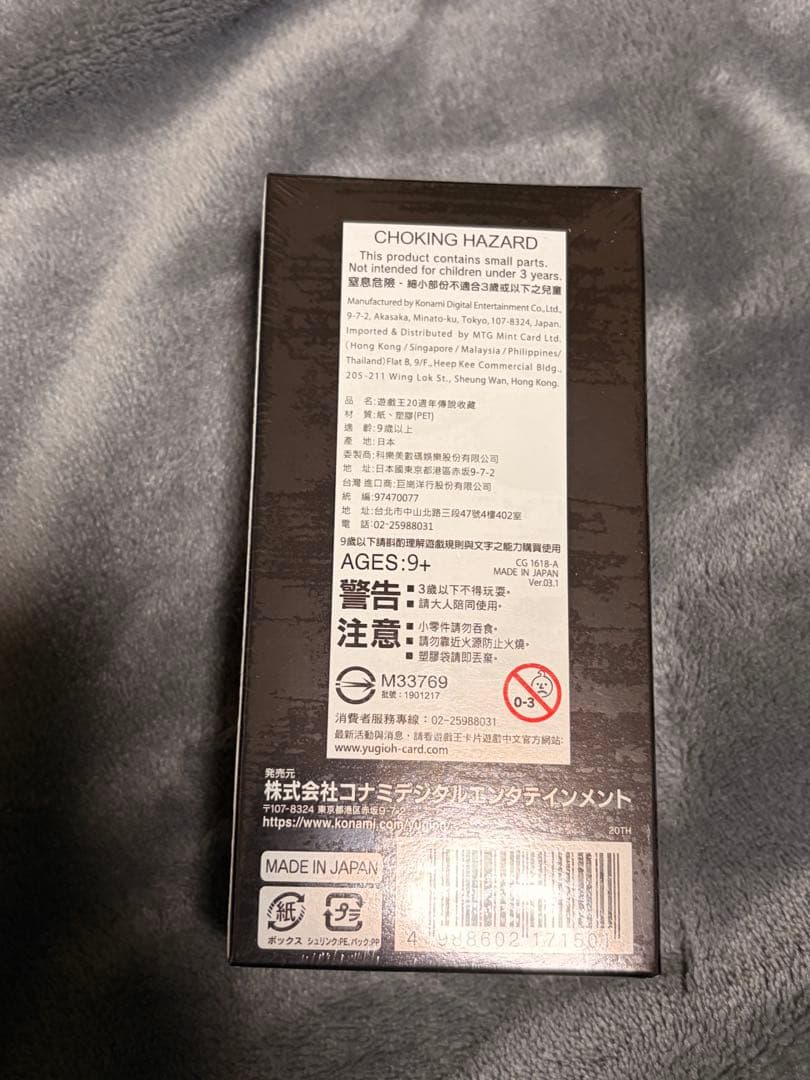 CHOKING HAZARD
This product contains small parts.
Not intended for children under 3 years.
窒息危險・細小部份不適合3歲或以下之兒童
Manufactured by Konami Digital Entertainment Co., Ltd.,
9-7-2, Akasaka, Minato-ku, Tokyo, 107-8324, Japan.
Imported & Distributed by MTG Mint Card Ltd.
(Hong Kong / Singapore / Malaysia / Philippines/
Thailand) Flat B, 9/F., Heep Kee Commercial Bldg.,
205-211 Wing Lok St., Sheung Wan, Hong Kong.
品 名:遊戲王20週年傳說收藏
材 質:紙、塑膠(PET)
適 齡:9歲以上
產 地:日本
委製商:科樂美數碼娛樂股份有限公司
地 址:日本國東京都港區赤坂9-7-2
台灣 進口商:巨崗洋行股份有限公司
統 編:97470077
地 址:台北市中山北路三段47號4樓402室
電 話:02-25988031
9歲以下請斟酌理解遊戲規則與文字之能力購買使用
AGES:9+
CG 1618-A
MADE IN JAPAN
Ver.03.1
警告
■ 3歲以下不得玩耍。
■ 請大人陪同使用。
注意
■ 小零件請勿吞食。
■ 請勿靠近火源防止火燒。
■ 塑膠袋請即丟棄。
M33769
批號:1901217
0-3
消費者服務專線:02-25988031
最新活動與消息,請看遊戲王卡片遊戲中文官方網站:
www.yugioh-card.com
発売元
株式会社コナミデジタルエンタテインメント
〒107-8324 東京都港区赤坂9-7-2
https://www.konami.com/yugioh/
20TH
MADE IN JAPAN
紙
プラ
ボックス シュリンク:PE, パック:PP
4 988602 171501